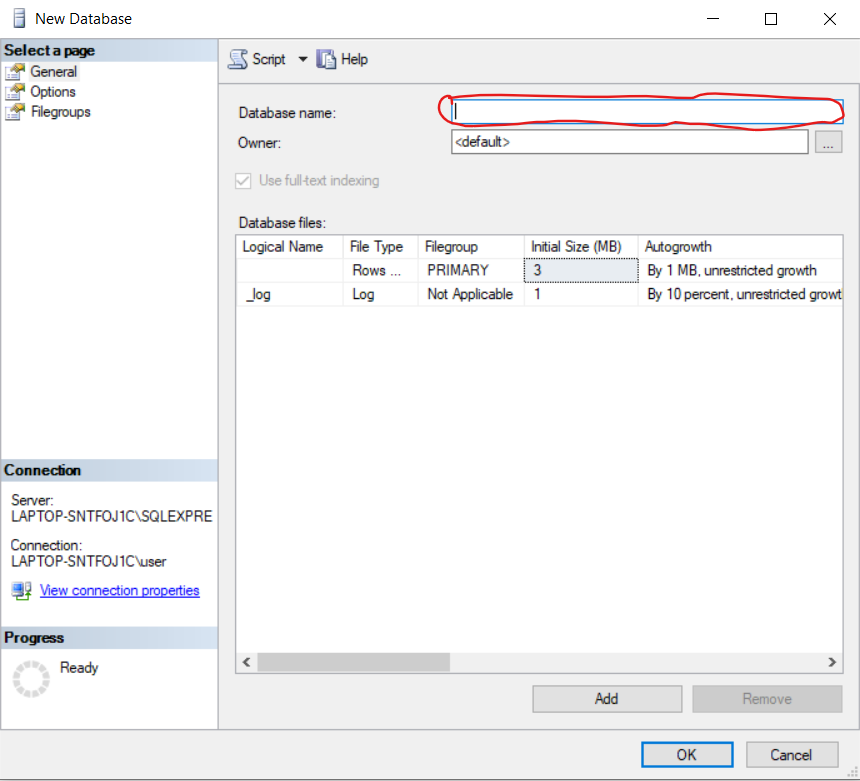 New Database
Select a page
General
Options
Filegroups
Script
Help
Database name:
Owner:
<default>
...
Use full-text indexing
Database files:
Logical Name File Type Filegroup Initial Size (MB) Autogrowth
Rows ... PRIMARY 3 By 1 MB, unrestricted growth
_log Log Not Applicable 1 By 10 percent, unrestricted growt
Connection
Server:
LAPTOP-SNTFOJ1C\SQLEXPRE
Connection:
LAPTOP-SNTFOJ1C\user
View connection properties
Progress
Ready
Add
Remove
OK
Cancel